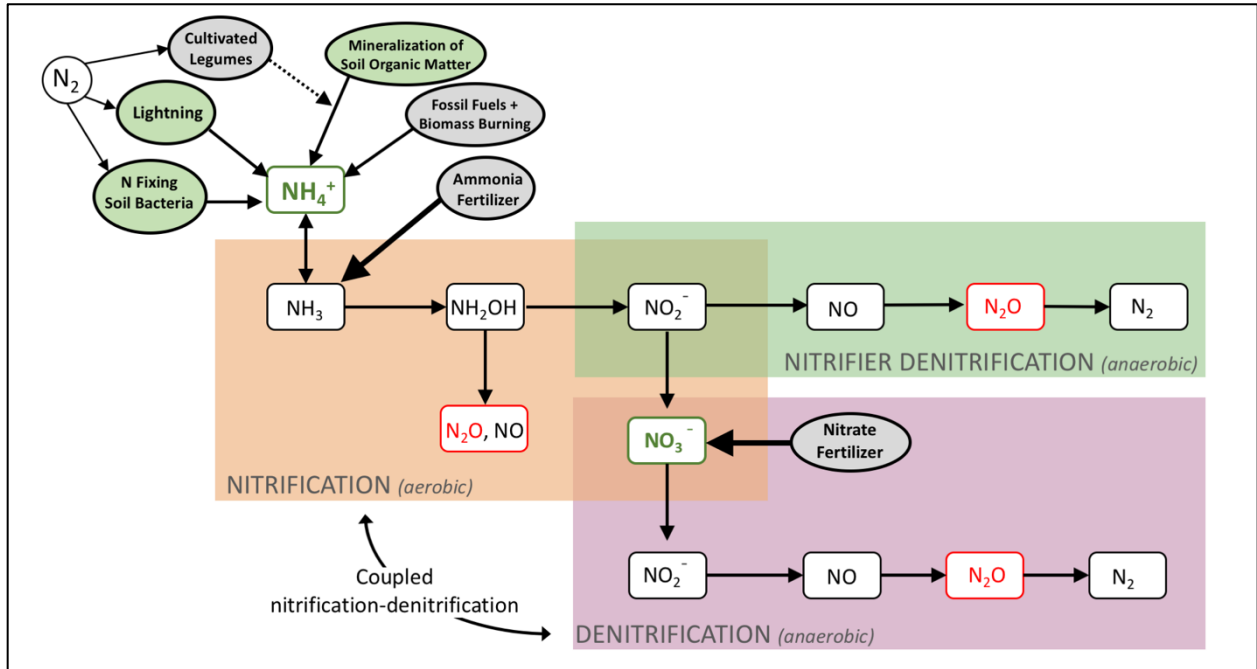 Cultivated
Legumes
Mineralization of
Soil Organic Matter
N₂
Lightning
Fossil Fuels +
Biomass Burning
N Fixing
Soil Bacteria
NH₄⁺
Ammonia
Fertilizer
NH₃
NH₂OH
NO₂⁻
NO
N₂O
N₂
NITRIFIER DENITRIFICATION (anaerobic)
N₂O, NO
NO₃⁻
Nitrate
Fertilizer
NITRIFICATION (aerobic)
Coupled
nitrification-denitrification
NO₂⁻
NO
N₂O
N₂
DENITRIFICATION (anaerobic)